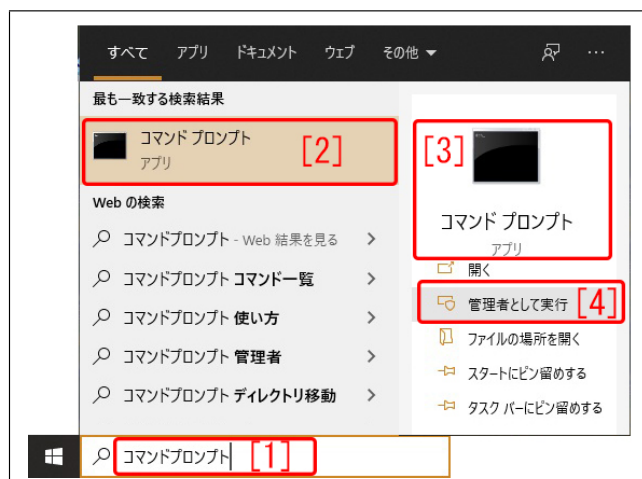 すべて アプリ ドキュメント ウェブ その他 ▼ ...
最も一致する検索結果
コマンド プロンプト
アプリ
[2]
Web の検索
コマンドプロンプト - Web 結果を見る
コマンドプロンプト コマンド一覧
コマンドプロンプト 使い方
コマンドプロンプト 管理者
コマンドプロンプト ディレクトリ移動
[3]
コマンド プロンプト
アプリ
開く
管理者として実行 [4]
ファイルの場所を開く
スタートにピン留めする
タスク バーにピン留めする
コマンドプロンプト [1]